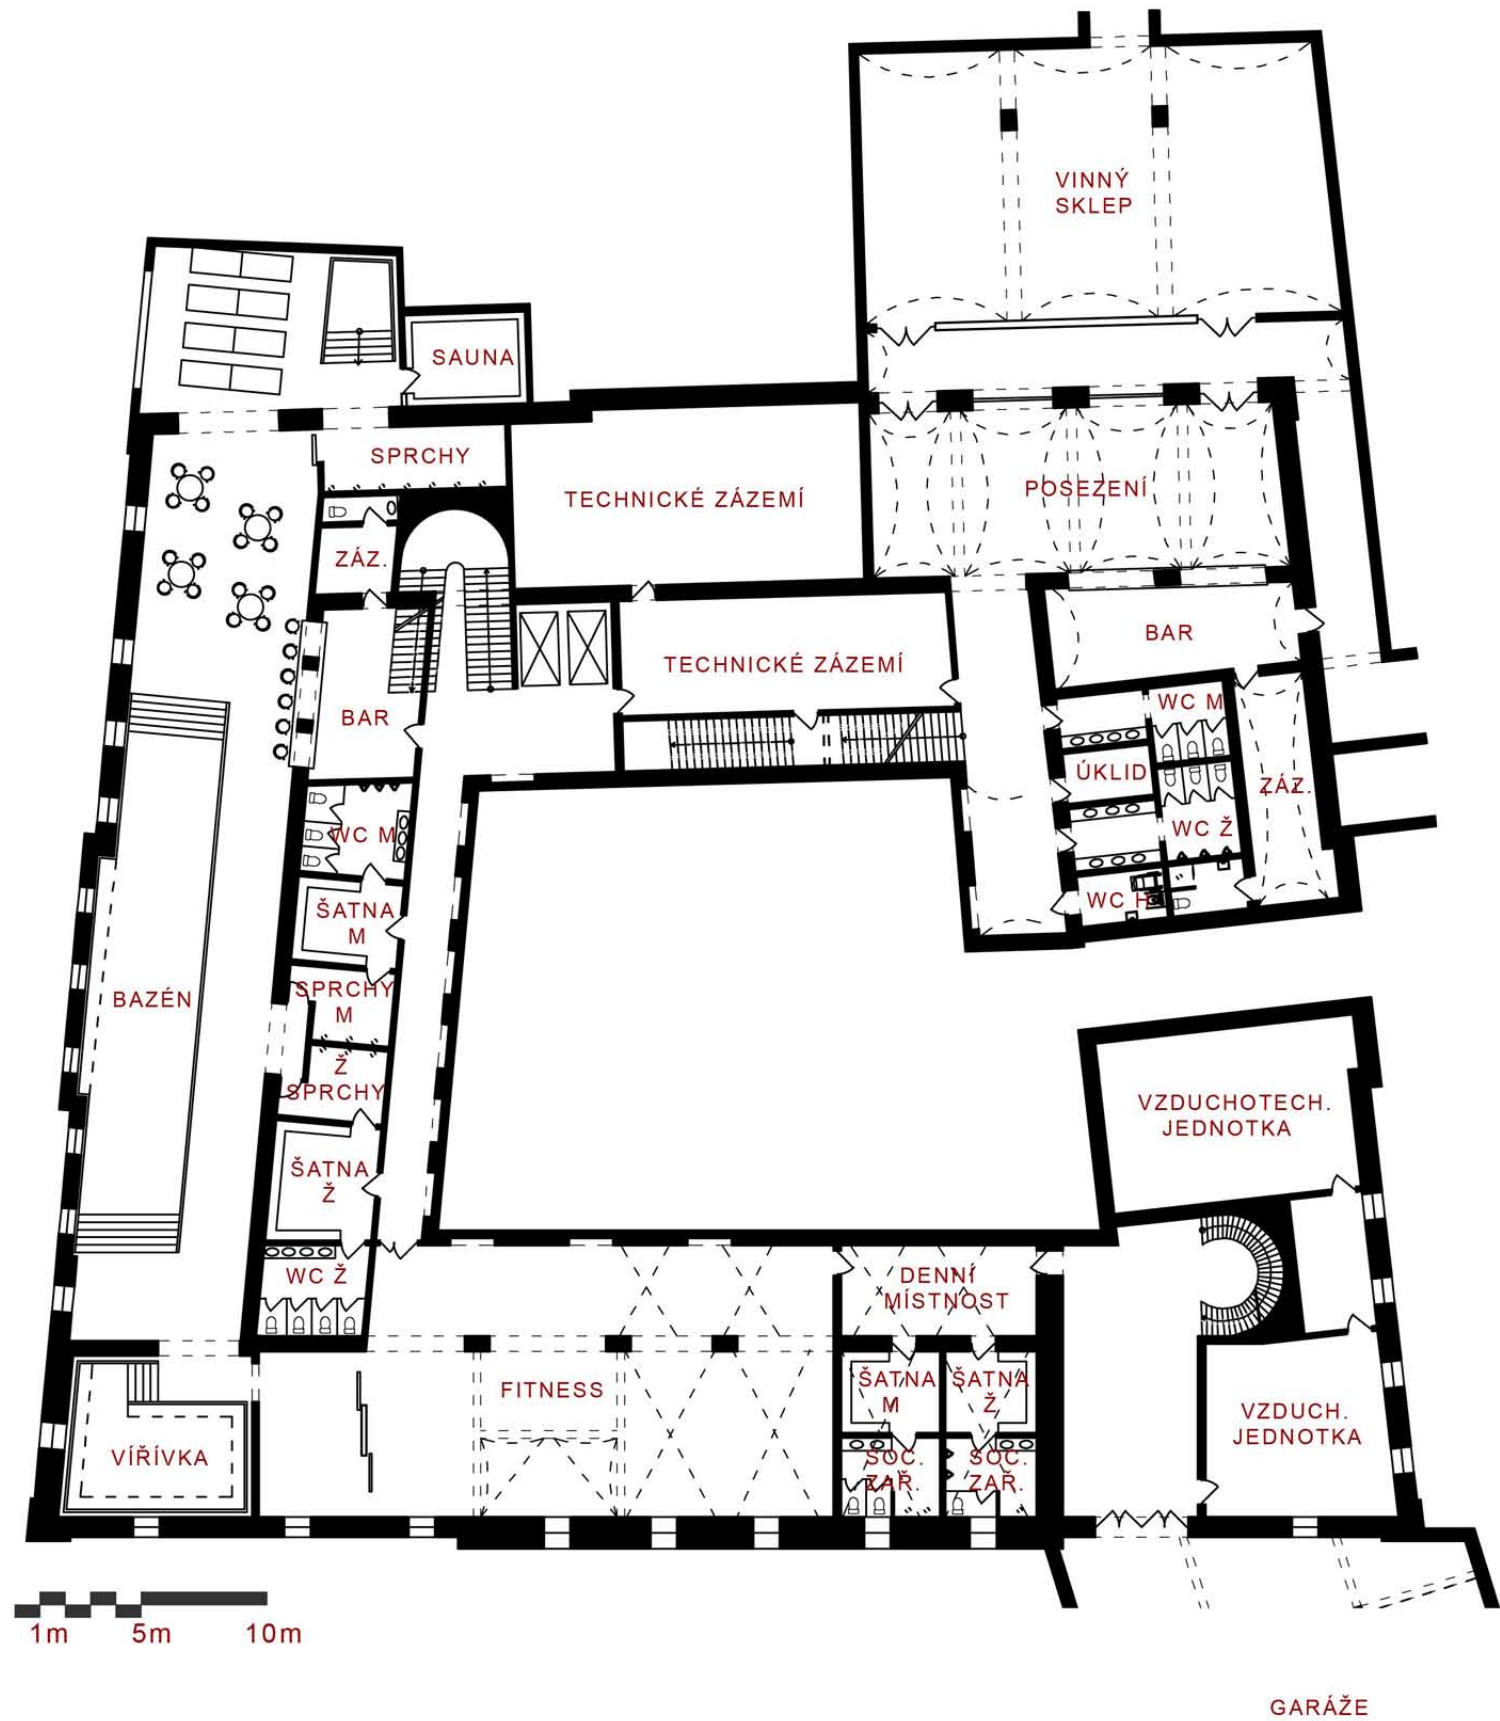 VINNÝ
SKLEP
SAUNA
SPRCHY
TECHNICKÉ ZÁZEMÍ
POSEZENÍ
ZÁZ.
BAR
TECHNICKÉ ZÁZEMÍ
WC M
BAR
ÚKLID
ZÁZ.
WC M
WC Ž
WC H
ŠATNA
M
SPRCHY
M
BAZÉN
Ž
SPRCHY
VZDUCHOTECH.
JEDNOTKA
ŠATNA
Ž
WC Ž
DENNÍ
MÍSTNOST
FITNESS
ŠATNA
M
ŠATNA
Ž
VZDUCH.
JEDNOTKA
VÍŘÍVKA
SOC.
ZAŘ.
SOC.
ZAŘ.
1m 5m 10m
GARÁŽE